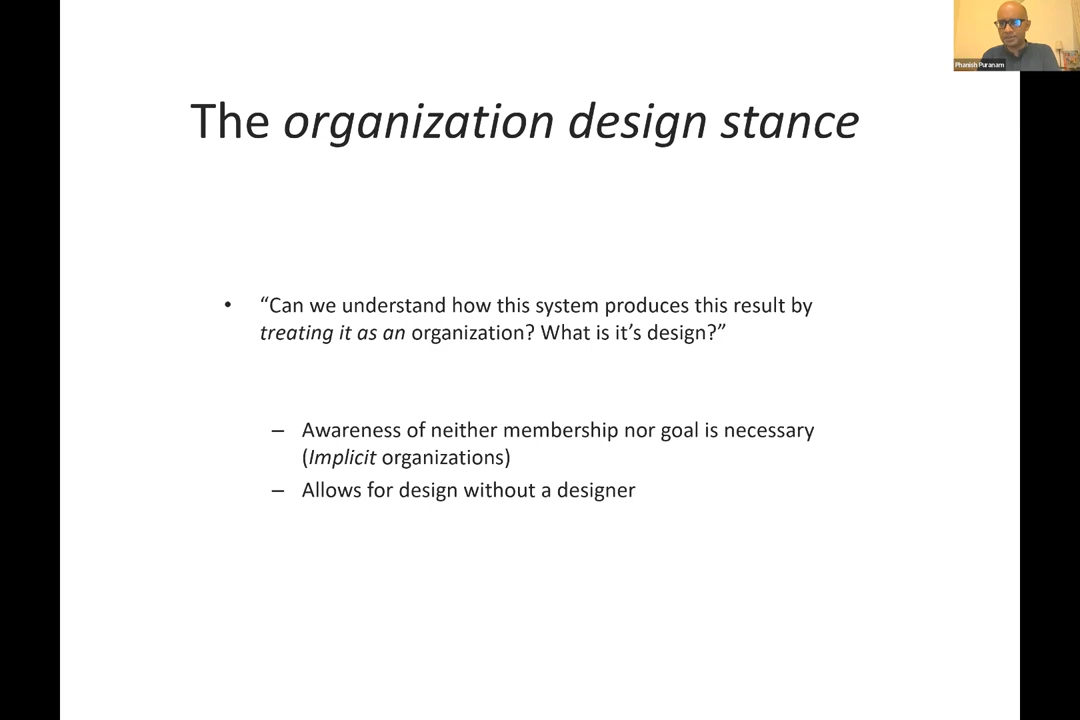 Phanish Puranam
The organization design stance
• “Can we understand how this system produces this result by
treating it as an organization? What is it’s design?”
– Awareness of neither membership nor goal is necessary
(Implicit organizations)
– Allows for design without a designer